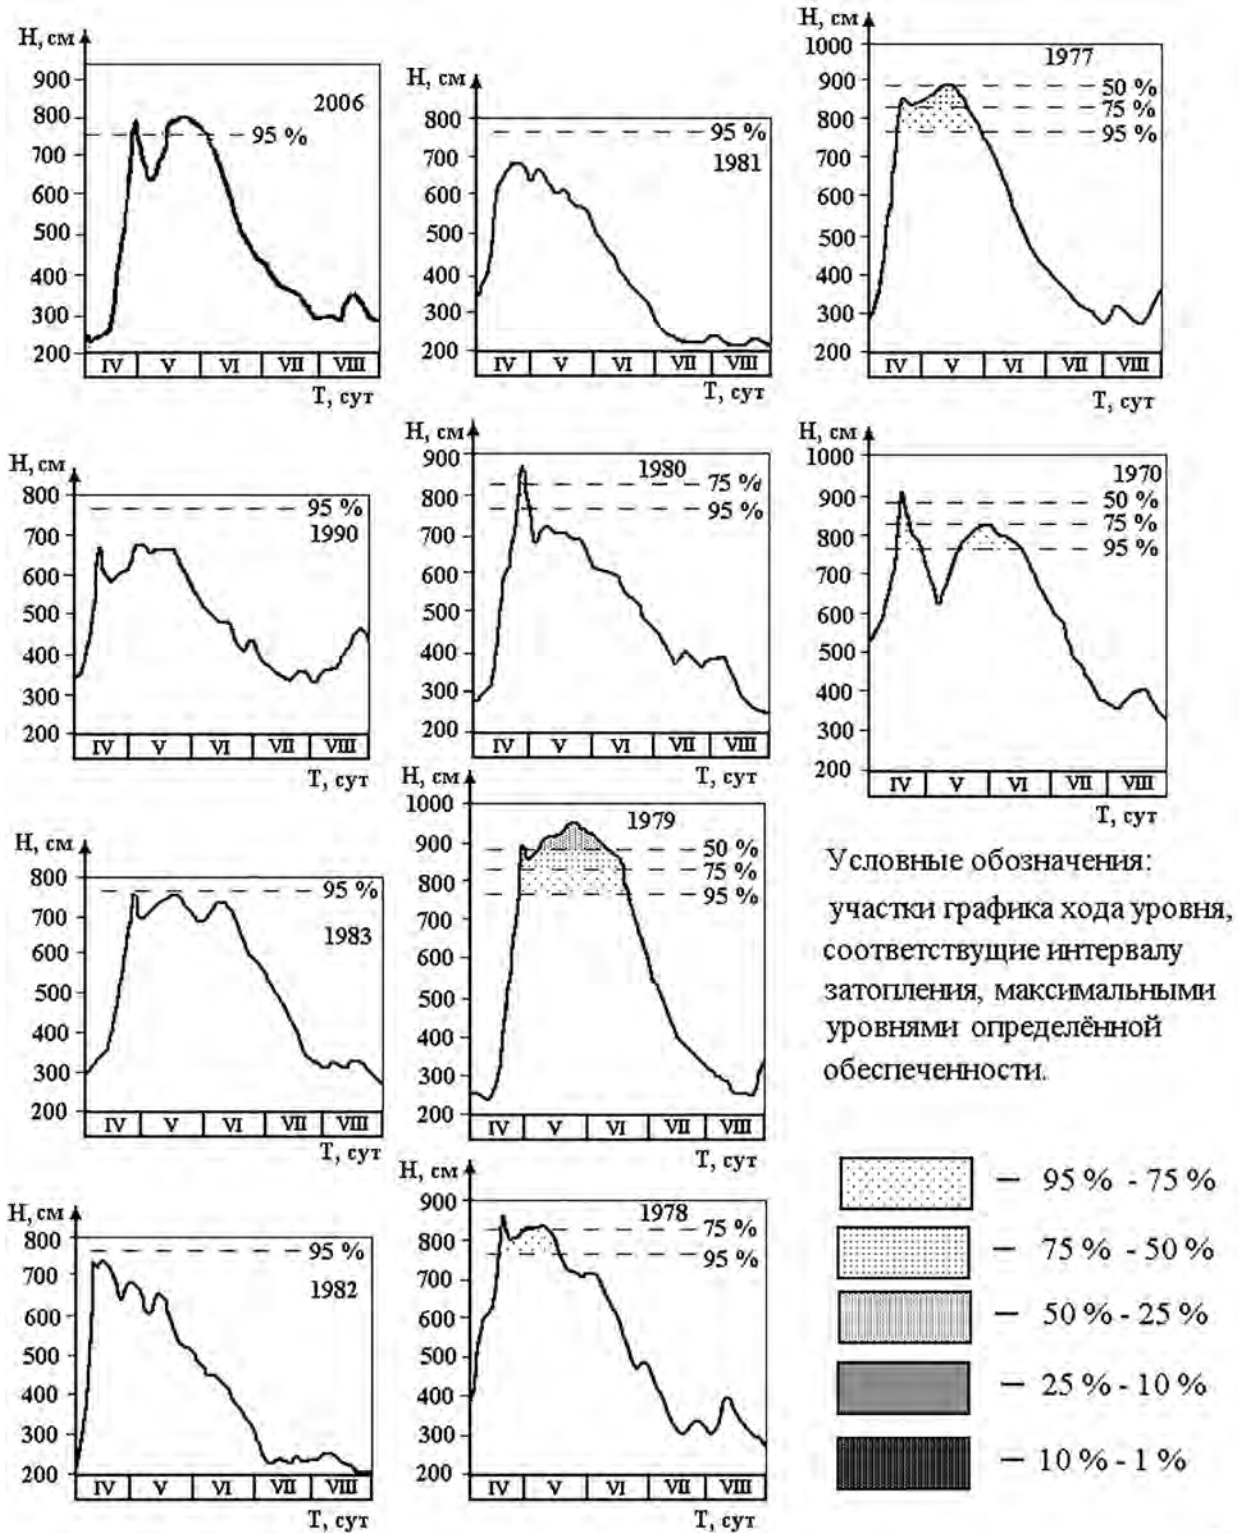 Н, см
900
800
700
600
500
400
300
200
2006
95 %
IV V VI VII VIII
Т, сут
Н, см
800
700
600
500
400
300
200
95 %
1981
IV V VI VII VIII
Т, сут
Н, см
1000
900
800
700
600
500
400
300
200
1977
50 %
75 %
95 %
IV V VI VII VIII
Т, сут
Н, см
800
700
600
500
400
300
200
95 %
1990
IV V VI VII VIII
Т, сут
Н, см
900
800
700
600
500
400
300
200
1980
75 %
95 %
IV V VI VII VIII
Т, сут
Н, см
1000
900
800
700
600
500
400
300
200
1970
50 %
75 %
95 %
IV V VI VII VIII
Т, сут
Н, см
800
700
600
500
400
300
200
95 %
1983
IV V VI VII VIII
Т, сут
Н, см
1000
900
800
700
600
500
400
300
200
1979
50 %
75 %
95 %
IV V VI VII VIII
Т, сут
Н, см
800
700
600
500
400
300
200
95 %
1982
IV V VI VII VIII
Т, сут
Н, см
900
800
700
600
500
400
300
200
1978
75 %
95 %
IV V VI VII VIII
Т, сут
Условные обозначения:
участки графика хода уровня,
соответствущие интервалу
затопления, максимальными
уровнями определённой
обеспеченности.
— 95 % - 75 %
— 75 % - 50 %
— 50 % - 25 %
— 25 % - 10 %
— 10 % - 1 %